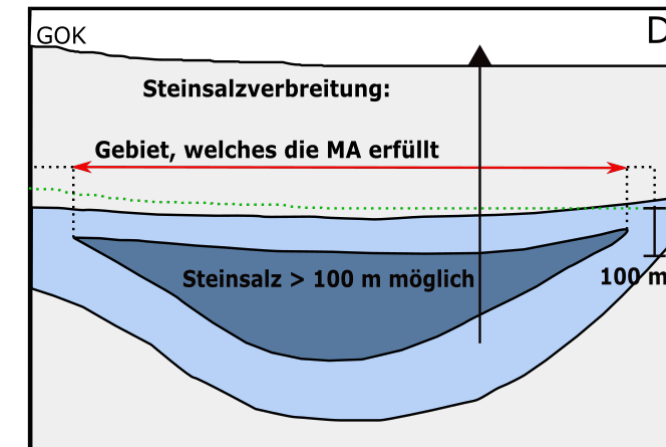 GOK
D
Steinsalzverbreitung:
Gebiet, welches die MA erfüllt
Steinsalz > 100 m möglich
100 m